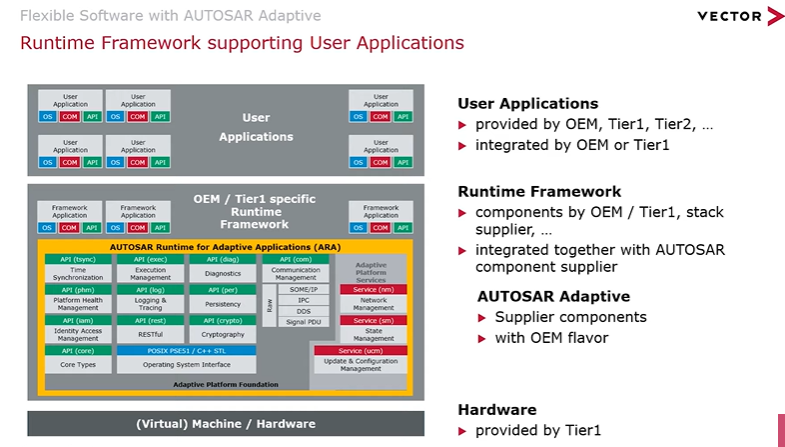 Flexible Software with AUTOSAR Adaptive
VECTOR
Runtime Framework supporting User Applications
User
Application
OS COM API
User
Application
OS COM API
User
Application
OS COM API
User
Applications
User
Application
OS COM API
User
Application
OS COM API
User
Application
OS COM API
OEM / Tier1 specific
Runtime
Framework
Framework
Application
OS COM API
Framework
Application
OS COM API
Framework
Application
OS COM API
AUTOSAR Runtime for Adaptive Applications (ARA)
API (tsync)
Time
Synchronization
API (exec)
Execution
Management
API (diag)
Diagnostics
API (com)
Communication
Management
Adaptive
Platform
Services
API (phm)
Platform Health
Management
API (log)
Logging &
Tracing
API (per)
Persistency
Raw
SOME/IP
IPC
DDS
Signal PDU
Service (nm)
Network
Management
API (iam)
Identity Access
Management
API (rest)
RESTful
API (crypto)
Cryptography
Service (sm)
State
Management
API (core)
Core Types
POSIX PSE51 / C++ STL
Operating System Interface
Service (ucm)
Update & Configuration
Management
Adaptive Platform Foundation
(Virtual) Machine / Hardware
User Applications
provided by OEM, Tier1, Tier2, ...
integrated by OEM or Tier1
Runtime Framework
components by OEM / Tier1, stack
supplier, ...
integrated together with AUTOSAR
component supplier
AUTOSAR Adaptive
Supplier components
with OEM flavor
Hardware
provided by Tier1